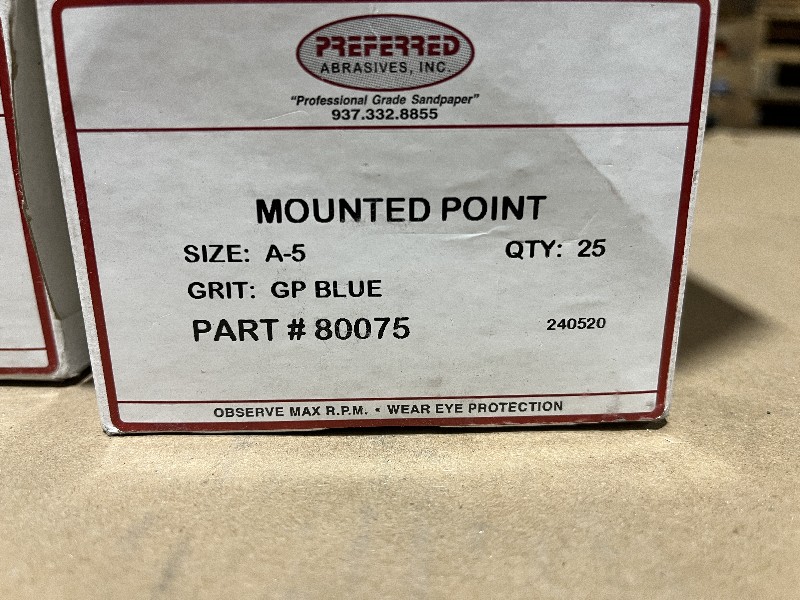 PREFERRED
ABRASIVES, INC.
"Professional Grade Sandpaper"
937.332.8855
MOUNTED POINT
SIZE: A-5 QTY: 25
GRIT: GP BLUE
PART # 80075 240520
OBSERVE MAX R.P.M. • WEAR EYE PROTECTION